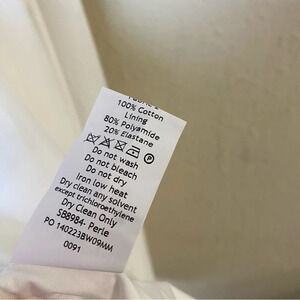 100% Cotton
Lining
80% Polyamide
20% Elastane
Do not wash
Do not bleach
Do not dry
Iron low heat
Dry clean any solvent
except trichloroethylene
Dry Clean Only
SB8984- Perle
PO 140223BW09MM
0091